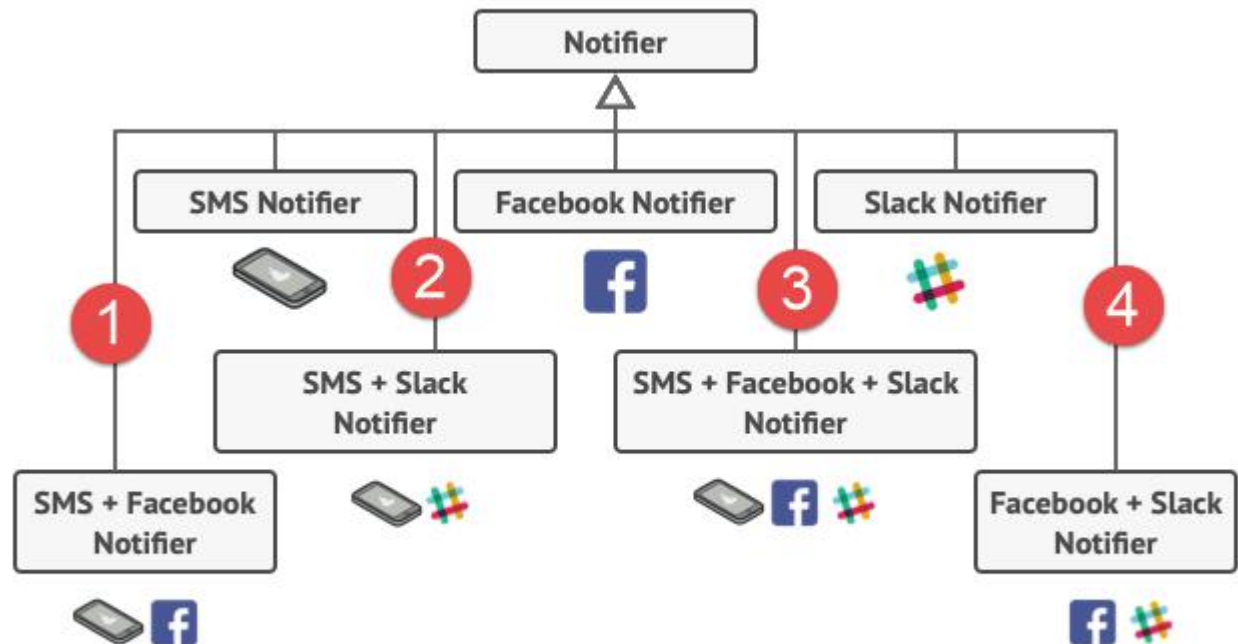 Notifier
SMS Notifier
Facebook Notifier
Slack Notifier
1
2
3
4
SMS + Slack
Notifier
SMS + Facebook + Slack
Notifier
SMS + Facebook
Notifier
Facebook + Slack
Notifier